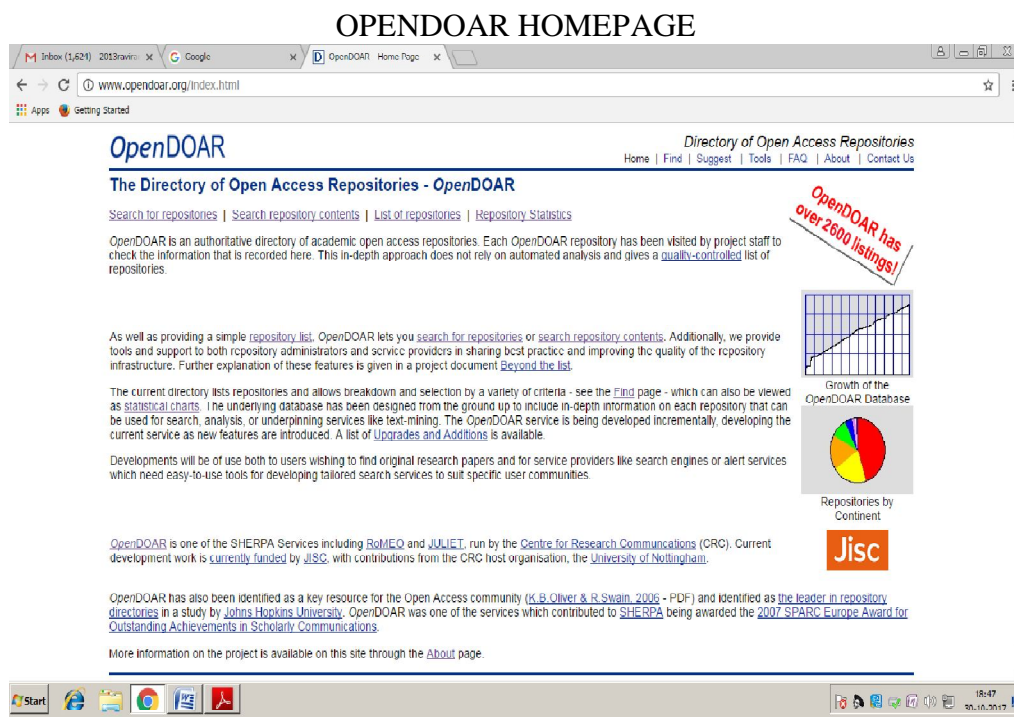 OPENDOAR HOMEPAGE
Inbox (1,624) 2013ravira
Google
OpenDOAR Home Page
www.opendoar.org/index.html
Apps Getting Started
OpenDOAR
Directory of Open Access Repositories
Home | Find | Suggest | Tools | FAQ | About | Contact Us
The Directory of Open Access Repositories - OpenDOAR
Search for repositories | Search repository contents | List of repositories | Repository Statistics
OpenDOAR has
over 2600 listings!
OpenDOAR is an authoritative directory of academic open access repositories. Each OpenDOAR repository has been visited by project staff to
check the information that is recorded here. This in-depth approach does not rely on automated analysis and gives a quality-controlled list of
repositories.
As well as providing a simple repository list, OpenDOAR lets you search for repositories or search repository contents. Additionally, we provide
tools and support to both repository administrators and service providers in sharing best practice and improving the quality of the repository
infrastructure. Further explanation of these features is given in a project document Beyond the list.
Growth of the
OpenDOAR Database
The current directory lists repositories and allows breakdown and selection by a variety of criteria - see the Find page - which can also be viewed
as statistical charts. The underlying database has been designed from the ground up to include in-depth information on each repository that can
be used for search, analysis, or underpinning services like text-mining. The OpenDOAR service is being developed incrementally, developing the
current service as new features are introduced. A list of Upgrades and Additions is available.
Developments will be of use both to users wishing to find original research papers and for service providers like search engines or alert services
which need easy-to-use tools for developing tailored search services to suit specific user communities.
Repositories by
Continent
OpenDOAR is one of the SHERPA Services including RoMEO and JULIET, run by the Centre for Research Communcations (CRC). Current
development work is currently funded by JISC, with contributions from the CRC host organisation, the University of Nottingham.
Jisc
OpenDOAR has also been identified as a key resource for the Open Access community (K.B.Oliver & R.Swain, 2006 - PDF) and identified as the leader in repository
directories in a study by Johns Hopkins University. OpenDOAR was one of the services which contributed to SHERPA being awarded the 2007 SPARC Europe Award for
Outstanding Achievements in Scholarly Communications.
More information on the project is available on this site through the About page.
Start
18:47
30-10-2017